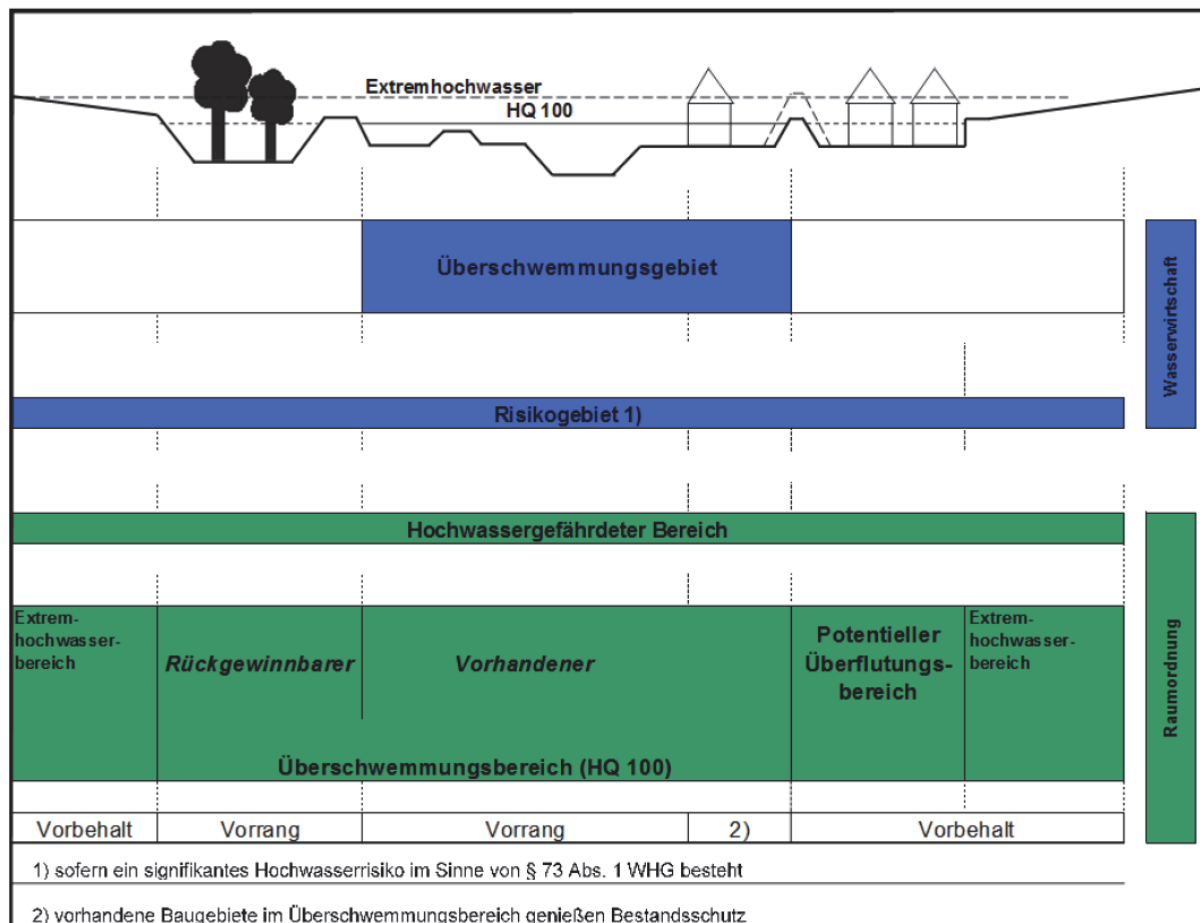 Extremhochwasser
HQ 100
Überschwemmungsgebiet
Wasserwirtschaft
Risikogebiet 1)
Hochwassergefährdeter Bereich
Raumordnung
Extrem-
hochwasser-
bereich
Rückgewinnbarer
Vorhandener
Potentieller
Überflutungs-
bereich
Extrem-
hochwasser-
bereich
Überschwemmungsbereich (HQ 100)
Vorbehalt
Vorrang
Vorrang
2)
Vorbehalt
1) sofern ein signifikantes Hochwasserrisiko im Sinne von § 73 Abs. 1 WHG besteht
2) vorhandene Baugebiete im Überschwemmungsbereich genießen Bestandsschutz